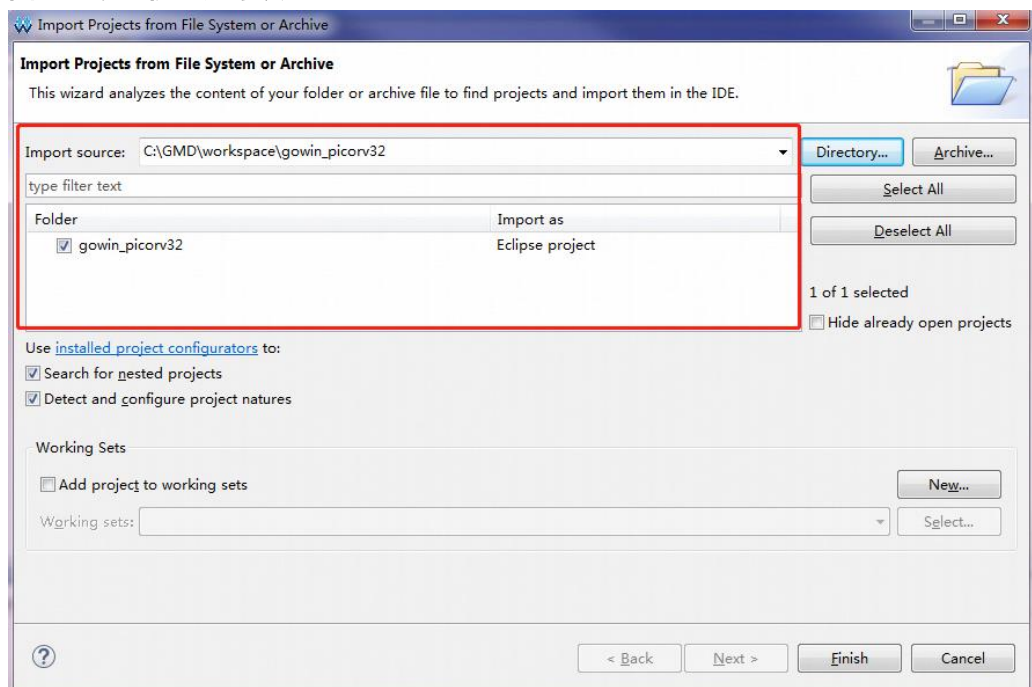 Import Projects from File System or Archive
Import Projects from File System or Archive
This wizard analyzes the content of your folder or archive file to find projects and import them in the IDE.
Import source: C:\GMD\workspace\gowin_picorv32 Directory... Archive...
type filter text Select All
Folder Import as
Deselect All
gowin_picorv32 Eclipse project
1 of 1 selected
Hide already open projects
Use installed project configurators to:
Search for nested projects
Detect and configure project natures
Working Sets
Add project to working sets New...
Working sets: Select...
? < Back Next > Finish Cancel